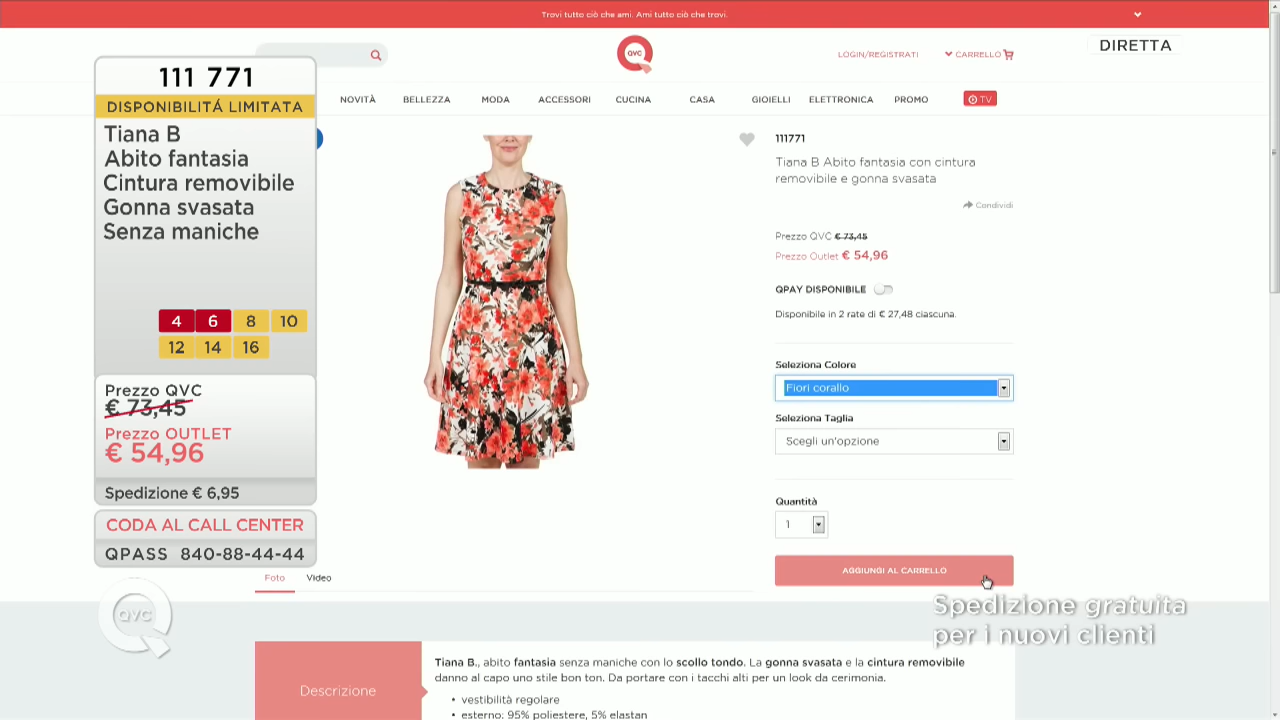 Trovi tutto ciò che ami. Ami tutto ciò che trovi.
QVC
LOGIN/REGISTRATI
CARRELLO
DIRETTA
NOVITÀ
BELLEZZA
MODA
ACCESSORI
CUCINA
CASA
GIOIELLI
ELETTRONICA
PROMO
TV
111 771
DISPONIBILITÁ LIMITATA
Tiana B
Abito fantasia
Cintura removibile
Gonna svasata
Senza maniche
4 6 8 10
12 14 16
Prezzo QVC
€ 73,45
Prezzo OUTLET
€ 54,96
Spedizione € 6,95
CODA AL CALL CENTER
QPASS 840-88-44-44
QVC
Foto
Video
111771
Tiana B Abito fantasia con cintura
removibile e gonna svasata
Condividi
Prezzo QVC € 73,45
Prezzo Outlet € 54,96
QPAY DISPONIBILE
Disponibile in 2 rate di € 27,48 ciascuna.
Seleziona Colore
Fiori corallo
Seleziona Taglia
Scegli un'opzione
Quantità
1
AGGIUNGI AL CARRELLO
Spedizione gratuita
per i nuovi clienti
Descrizione
Tiana B., abito fantasia senza maniche con lo scollo tondo. La gonna svasata e la cintura removibile
danno al capo uno stile bon ton. Da portare con i tacchi alti per un look da cerimonia.
• vestibilità regolare
• esterno: 95% poliestere, 5% elastan